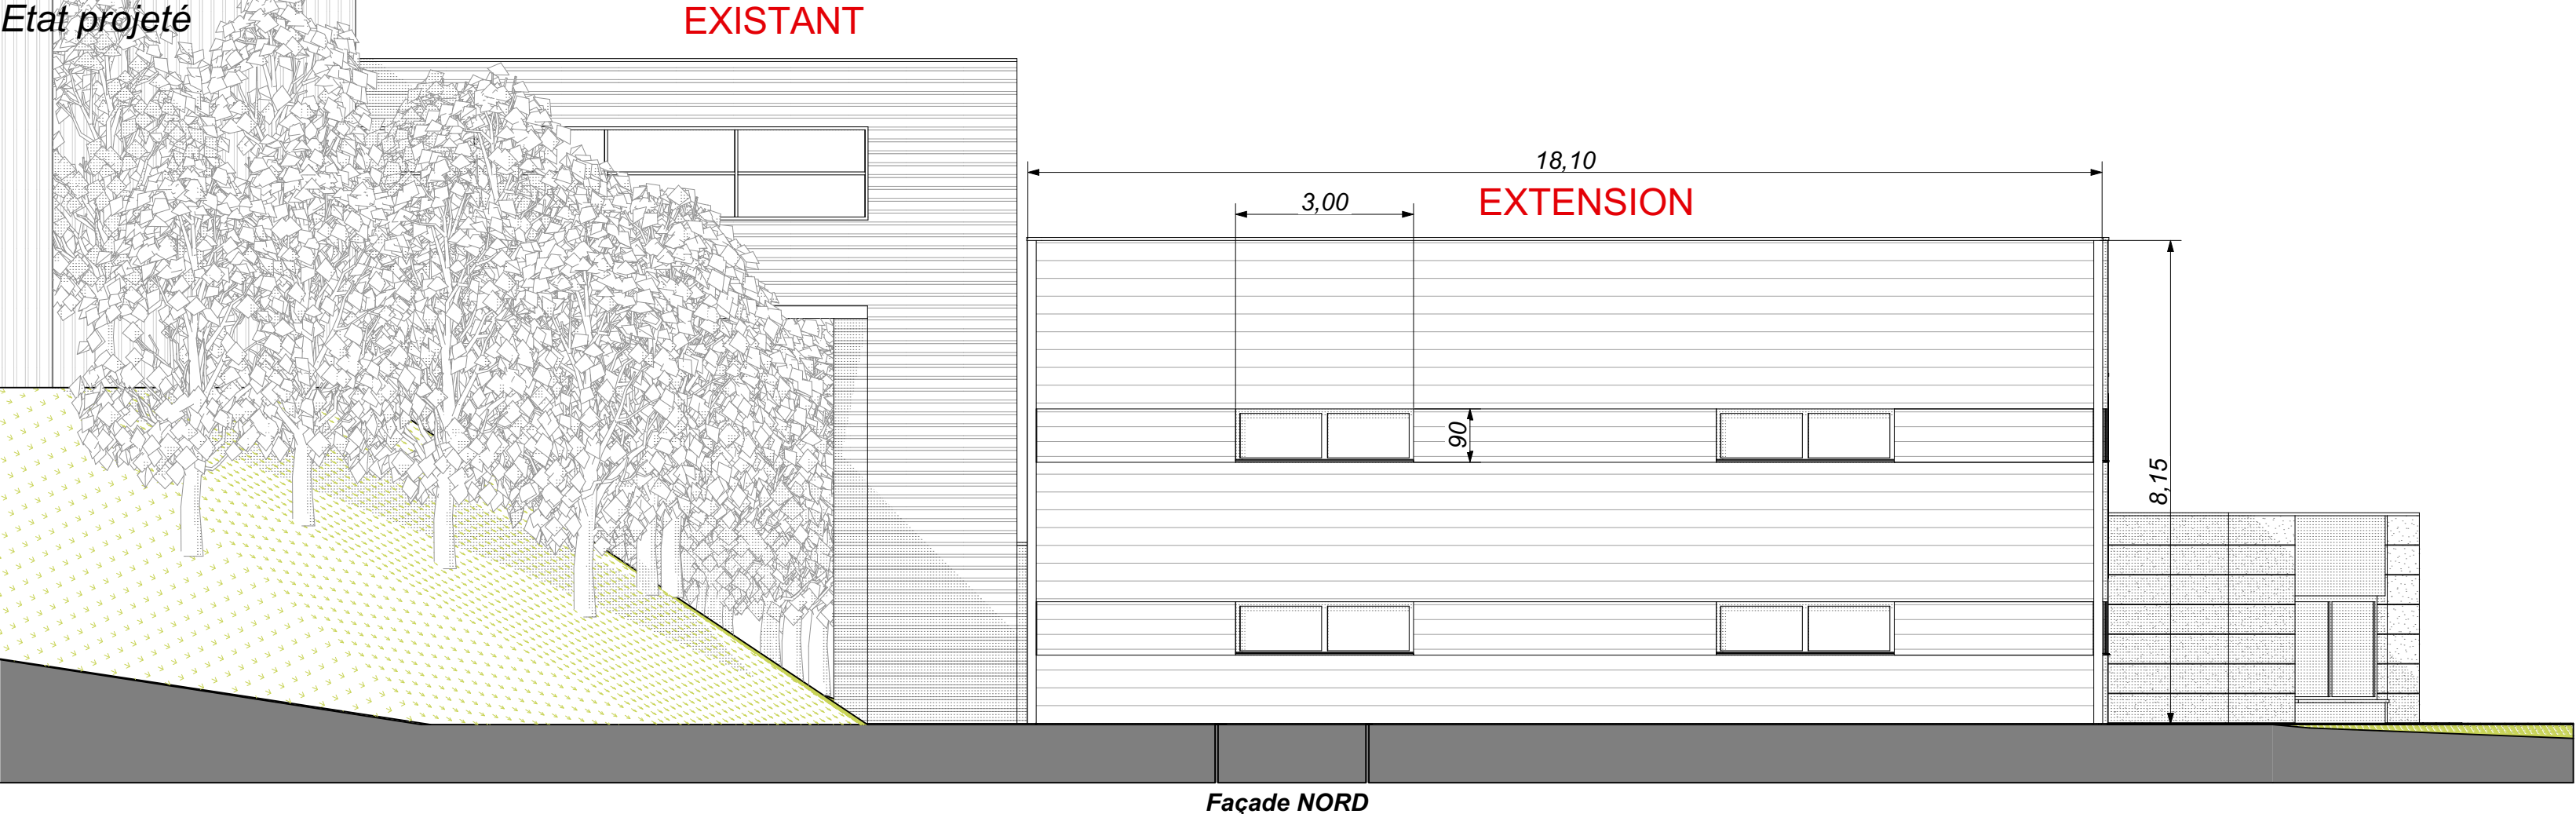 Etat projeté
EXISTANT
18,10
3,00
EXTENSION
90
8,15
Façade NORD